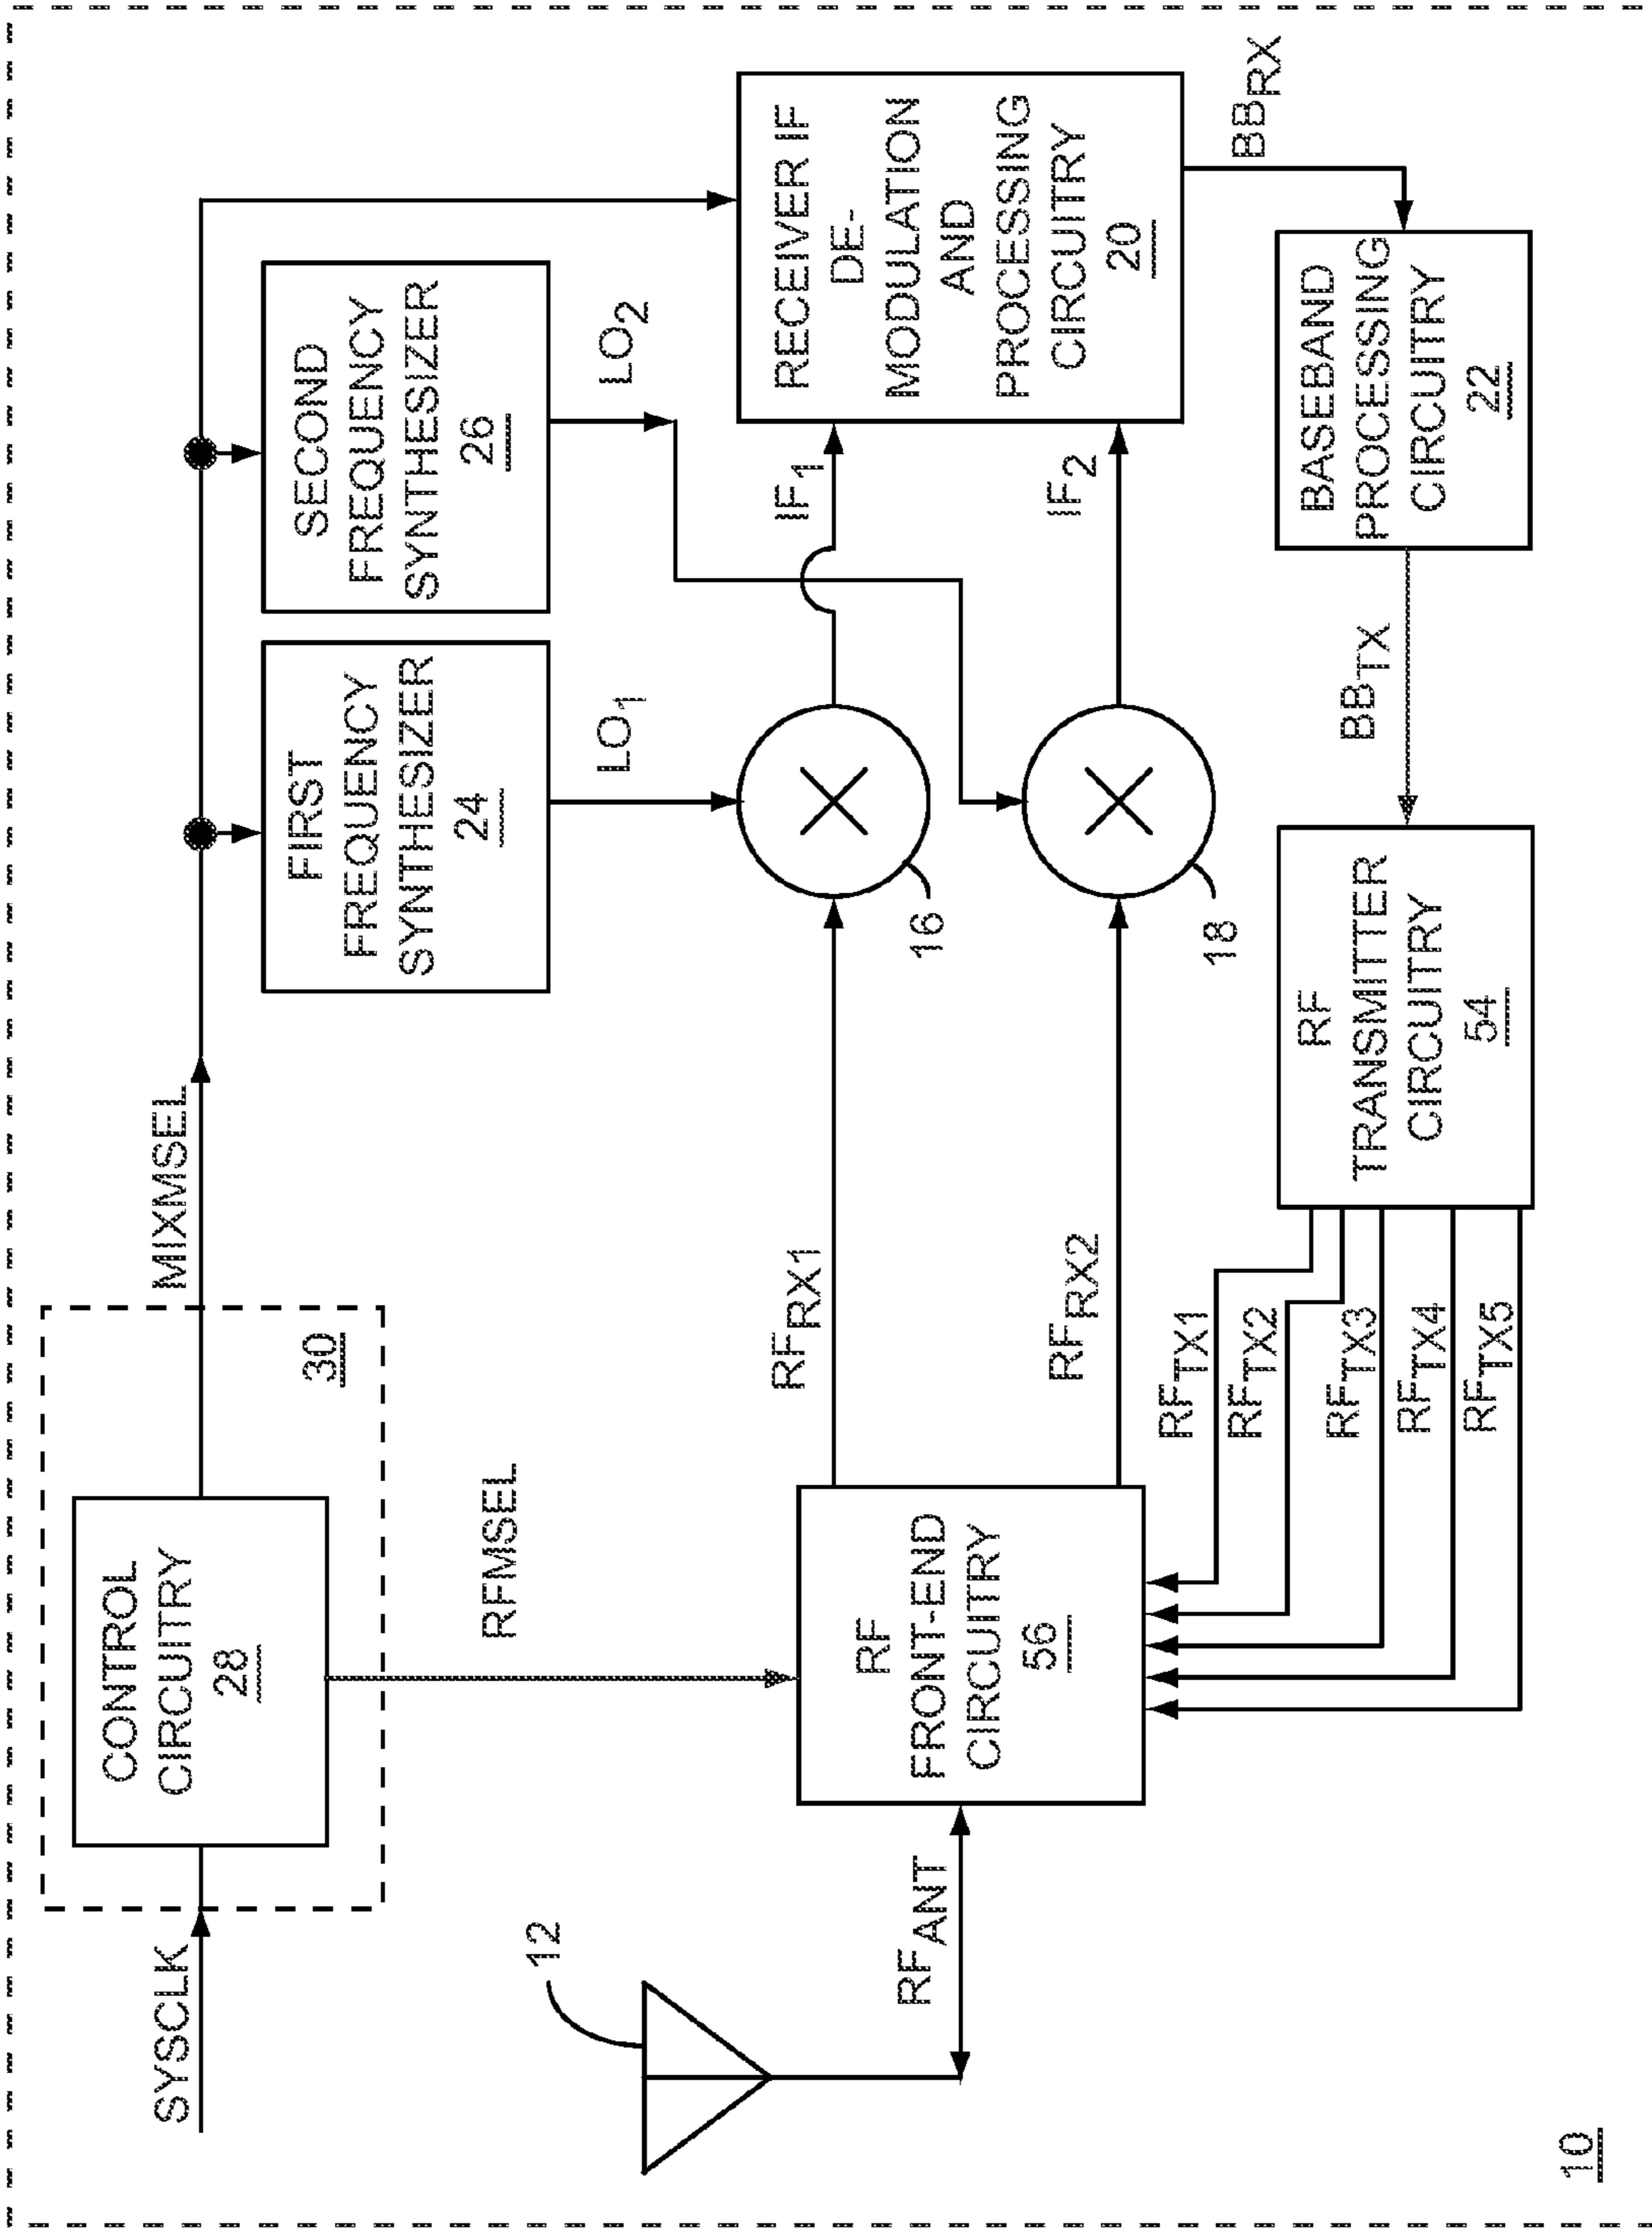 SYSCLK
CONTROL
CIRCUITRY
28
30
MIXMSEL
RFMSEL
FIRST
FREQUENCY
SYNTHESIZER
24
SECOND
FREQUENCY
SYNTHESIZER
26
LO1
LO2
12
RFANT
RF
FRONT-END
CIRCUITRY
56
RFRX1
RFRX2
16
18
IF1
IF2
RECEIVER IF
DE-
MODULATION
AND
PROCESSING
CIRCUITRY
20
BBRX
RFTX1
RFTX2
RFTX3
RFTX4
RFTX5
RF
TRANSMITTER
CIRCUITRY
54
BBTX
BASEBAND
PROCESSING
CIRCUITRY
22
10